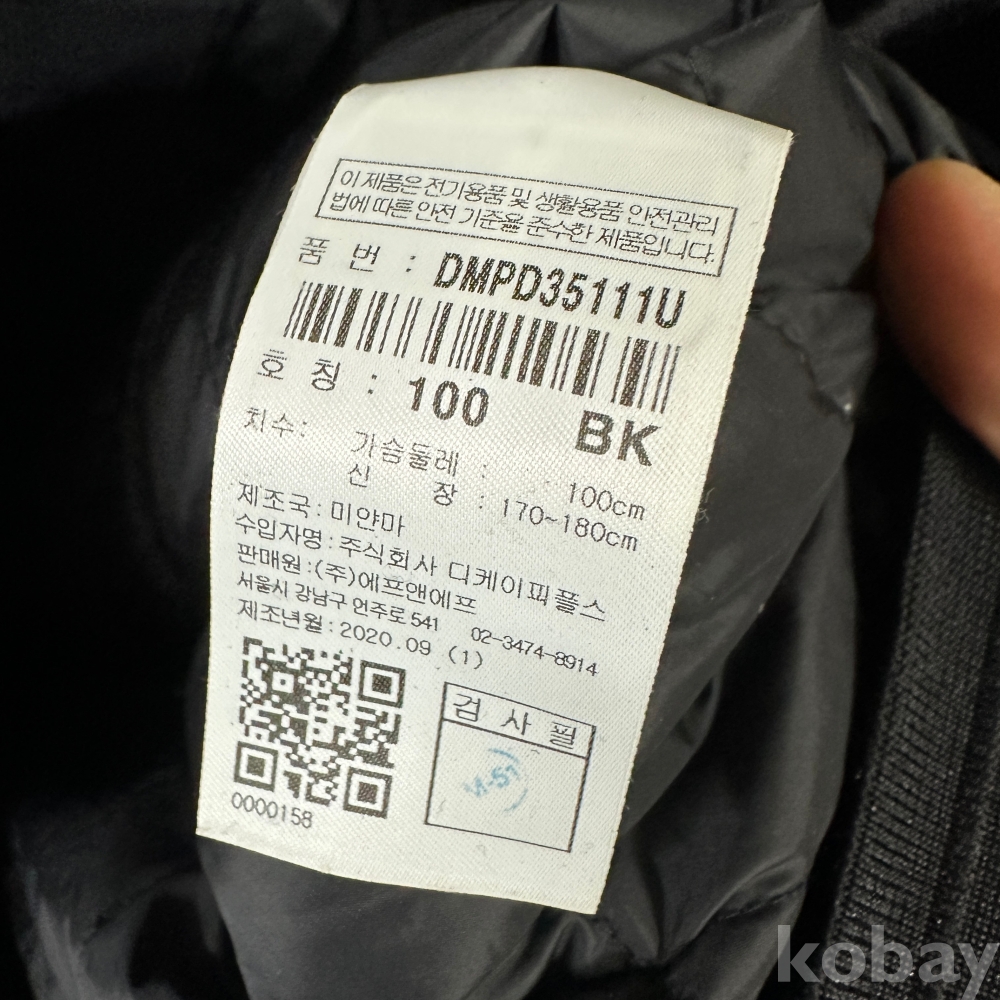 이 제품은 전기용품 및 생활용품 안전관리
법에 따른 안전 기준을 준수한 제품입니다.
품 번 : DMPD35111U
호 칭 : 100 BK
치수: 가슴둘레 : 100cm
신 장 : 170~180cm
제조국 : 미얀마
수입자명 : 주식회사 디케이피플스
판매원 : (주)에프앤에프
서울시 강남구 언주로 541 02-3474-8914
제조년월 : 2020.09 (1)
0000158
검 사 필
kobay